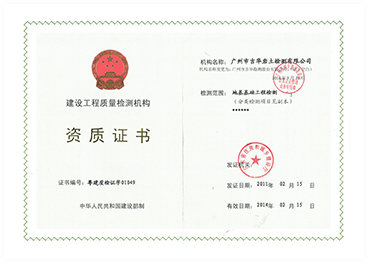 建设工程质量检测机构
资质证书
证书编号：粤建质检证字01049
中华人民共和国建设部制
机构名称：广州市吉华岩土检测有限公司
检测范围：地基基础工程检测
（分类检测项目见副本）
******
发证机关：
发证日期：2011年02月15日
有效期：2014年02月15日